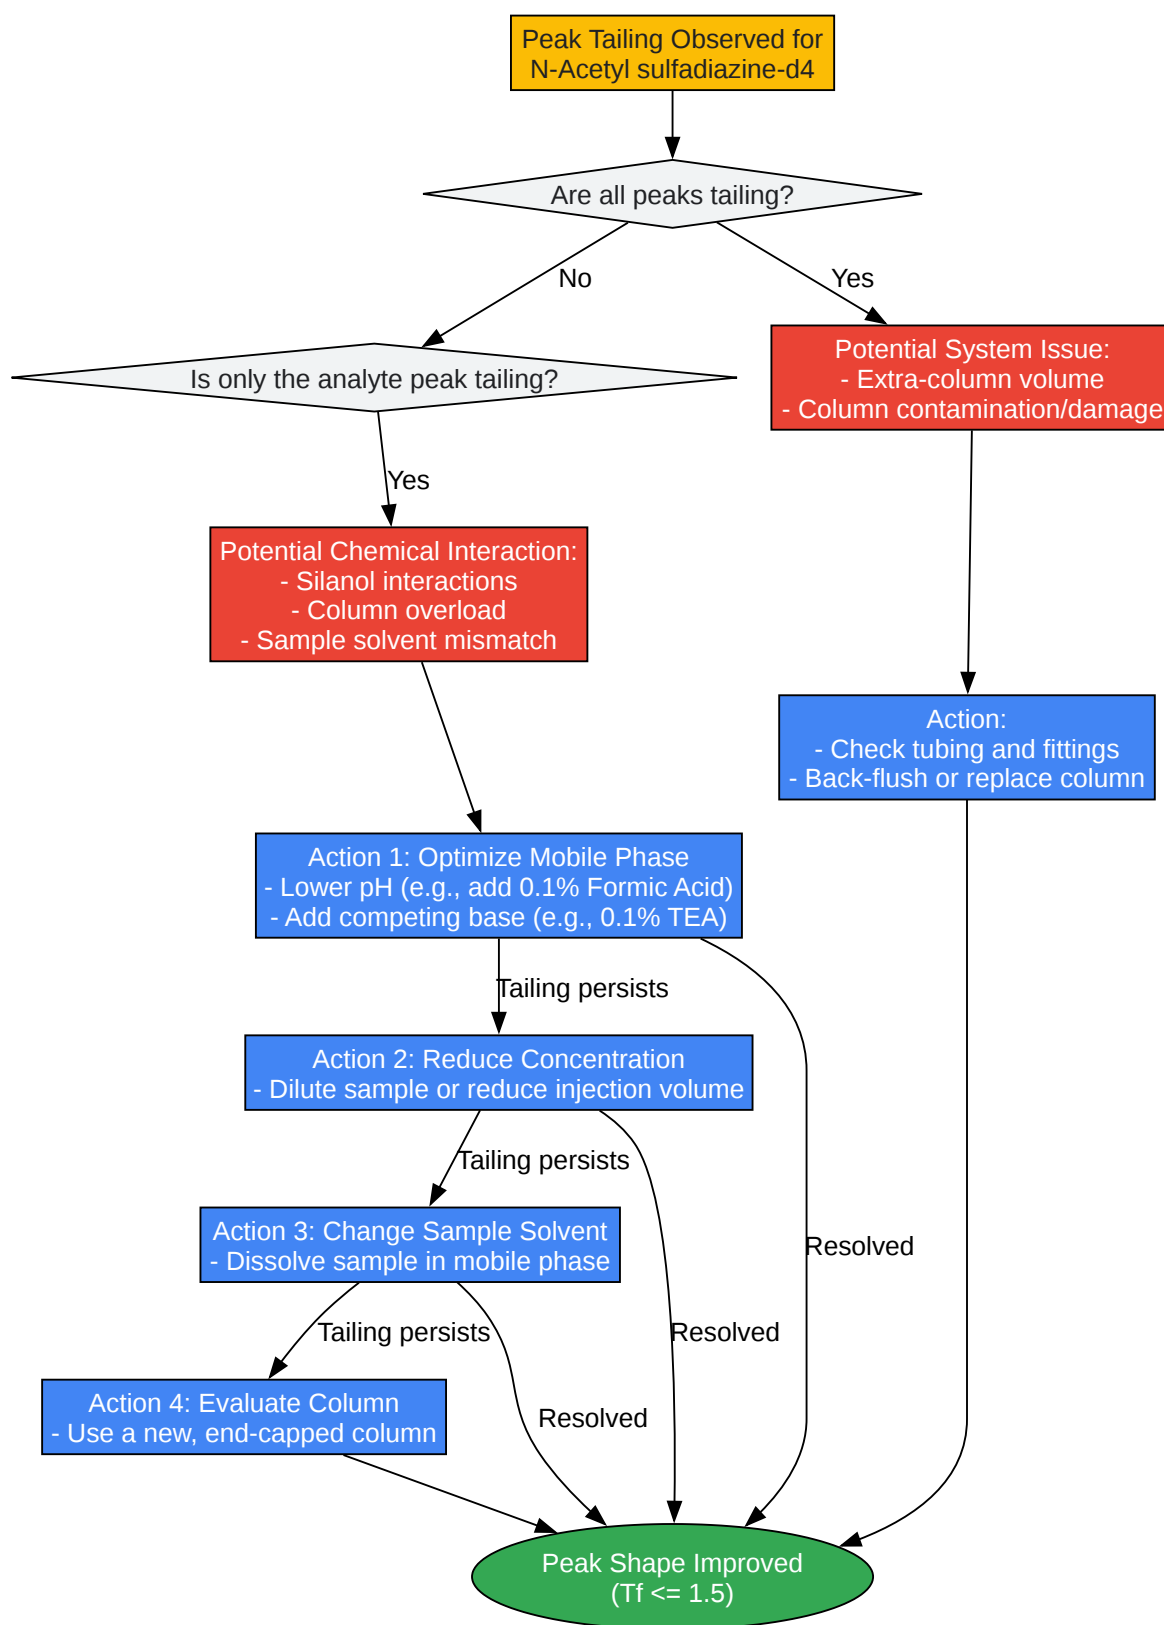 Peak Tailing Observed for
N-Acetyl sulfadiazine-d4
Are all peaks tailing?
No
Yes
Is only the analyte peak tailing?
Potential System Issue:
- Extra-column volume
- Column contamination/damage
Yes
Potential Chemical Interaction:
- Silanol interactions
- Column overload
- Sample solvent mismatch
Action:
- Check tubing and fittings
- Back-flush or replace column
Action 1: Optimize Mobile Phase
- Lower pH (e.g., add 0.1% Formic Acid)
- Add competing base (e.g., 0.1% TEA)
Tailing persists
Action 2: Reduce Concentration
- Dilute sample or reduce injection volume
Tailing persists
Action 3: Change Sample Solvent
- Dissolve sample in mobile phase
Resolved
Tailing persists
Resolved
Action 4: Evaluate Column
- Use a new, end-capped column
Resolved
Peak Shape Improved
(Tf <= 1.5)